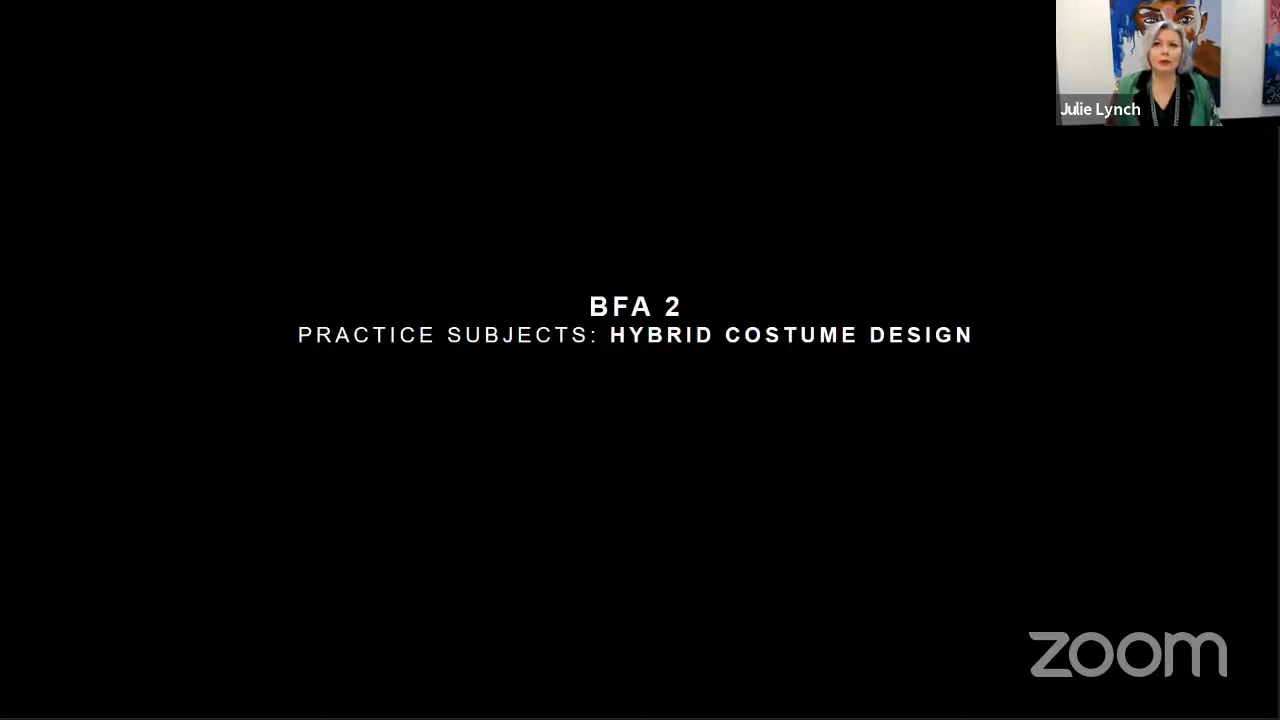 Julie Lynch
BFA 2
PRACTICE SUBJECTS: HYBRID COSTUME DESIGN
zoom